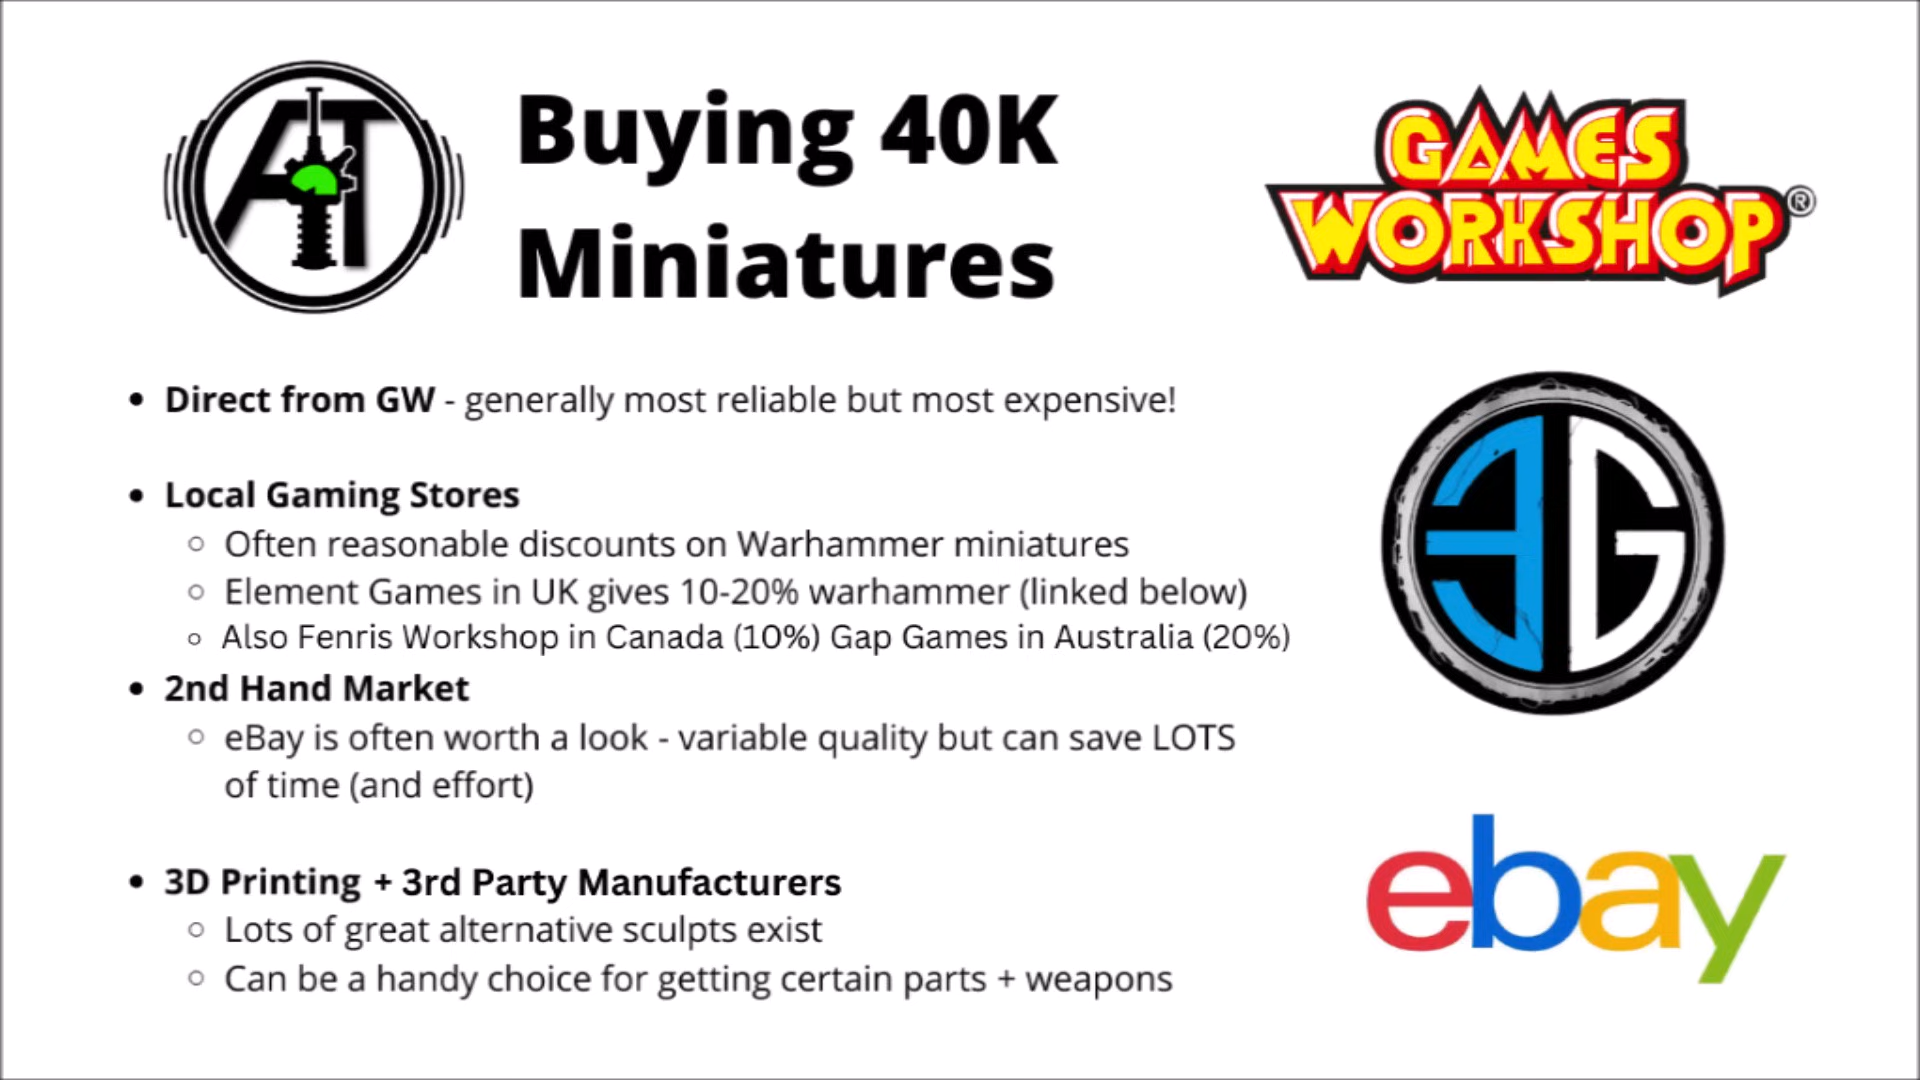 AT
Buying 40K
Miniatures
GAMES
WORKSHOP®
• Direct from GW - generally most reliable but most expensive!
• Local Gaming Stores
○ Often reasonable discounts on Warhammer miniatures
○ Element Games in UK gives 10-20% warhammer (linked below)
○ Also Fenris Workshop in Canada (10%) Gap Games in Australia (20%)
• 2nd Hand Market
○ eBay is often worth a look - variable quality but can save LOTS
of time (and effort)
• 3D Printing + 3rd Party Manufacturers
○ Lots of great alternative sculpts exist
○ Can be a handy choice for getting certain parts + weapons
EG
ebay